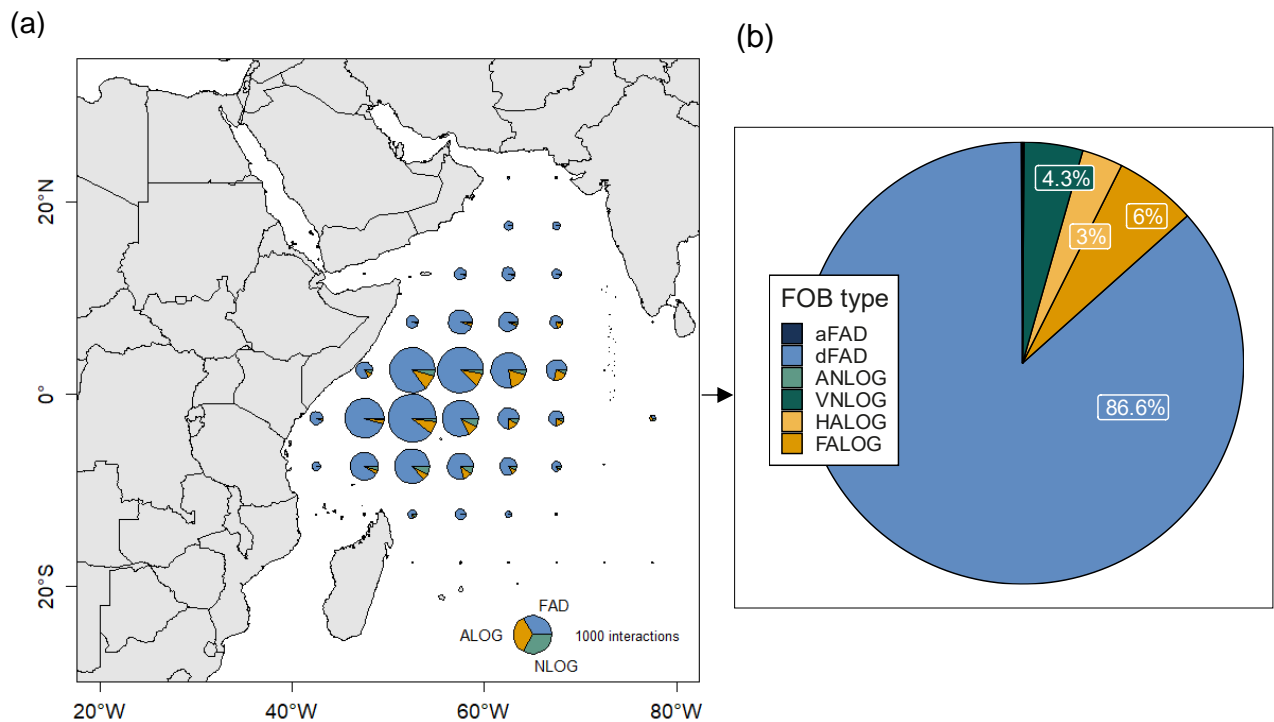 (a)
20°N
0°
20°S
20°W
40°W
60°W
80°W
FAD
ALOG
1000 interactions
NLOG
(b)
4.3%
3%
6%
86.6%
FOB type
aFAD
dFAD
ANLOG
VNLOG
HALOG
FALOG